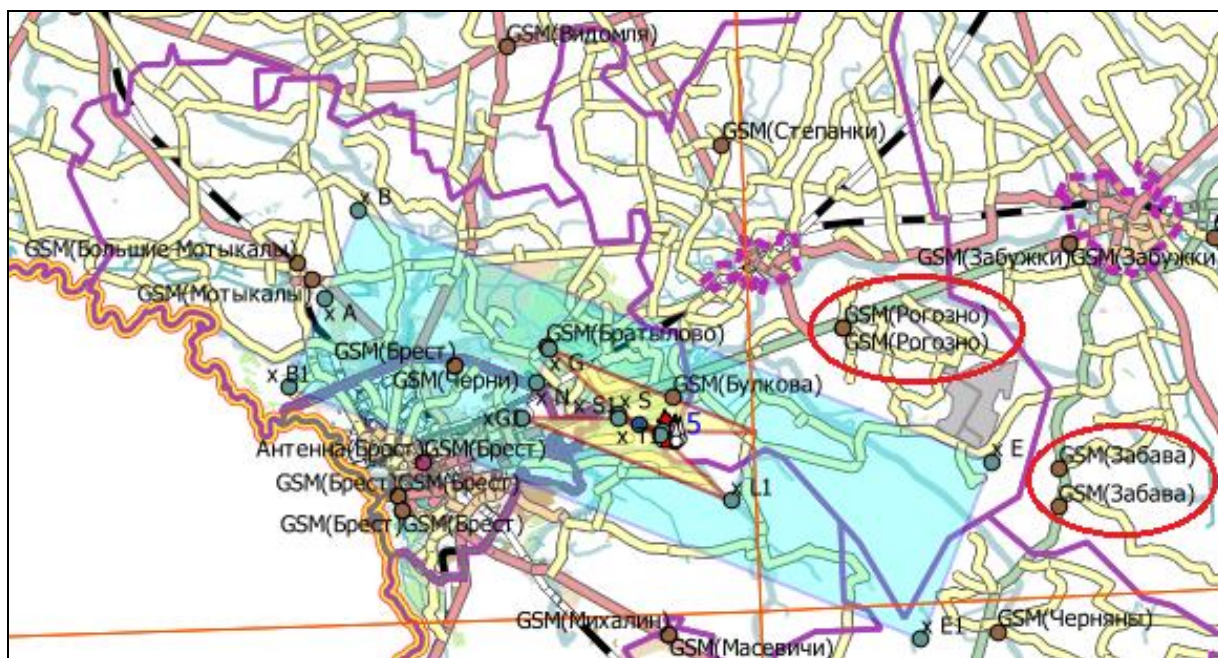 GSM(Видомля)
GSM(Степанки)
x B
GSM(Большие Мотыкалы)
GSM(Забужки)GSM(Забужки)
GSM(Мотыкалы)
x A
GSM(Рогозно)
GSM(Рогозно)
GSM(Братылово)
GSM(Брест)
x G
x B1
GSM(Черни)
GSM(Булкова)
x N
x S1
x S
xG1
x T
5
Антенна(Брест)GSM(Брест)
x E
GSM(Забава)
GSM(Брест)GSM(Брест)
x L1
GSM(Забава)
GSM(Брест)GSM(Брест)
GSM(Михалин)
x E1
GSM(Черняны)
GSM(Масевичи)